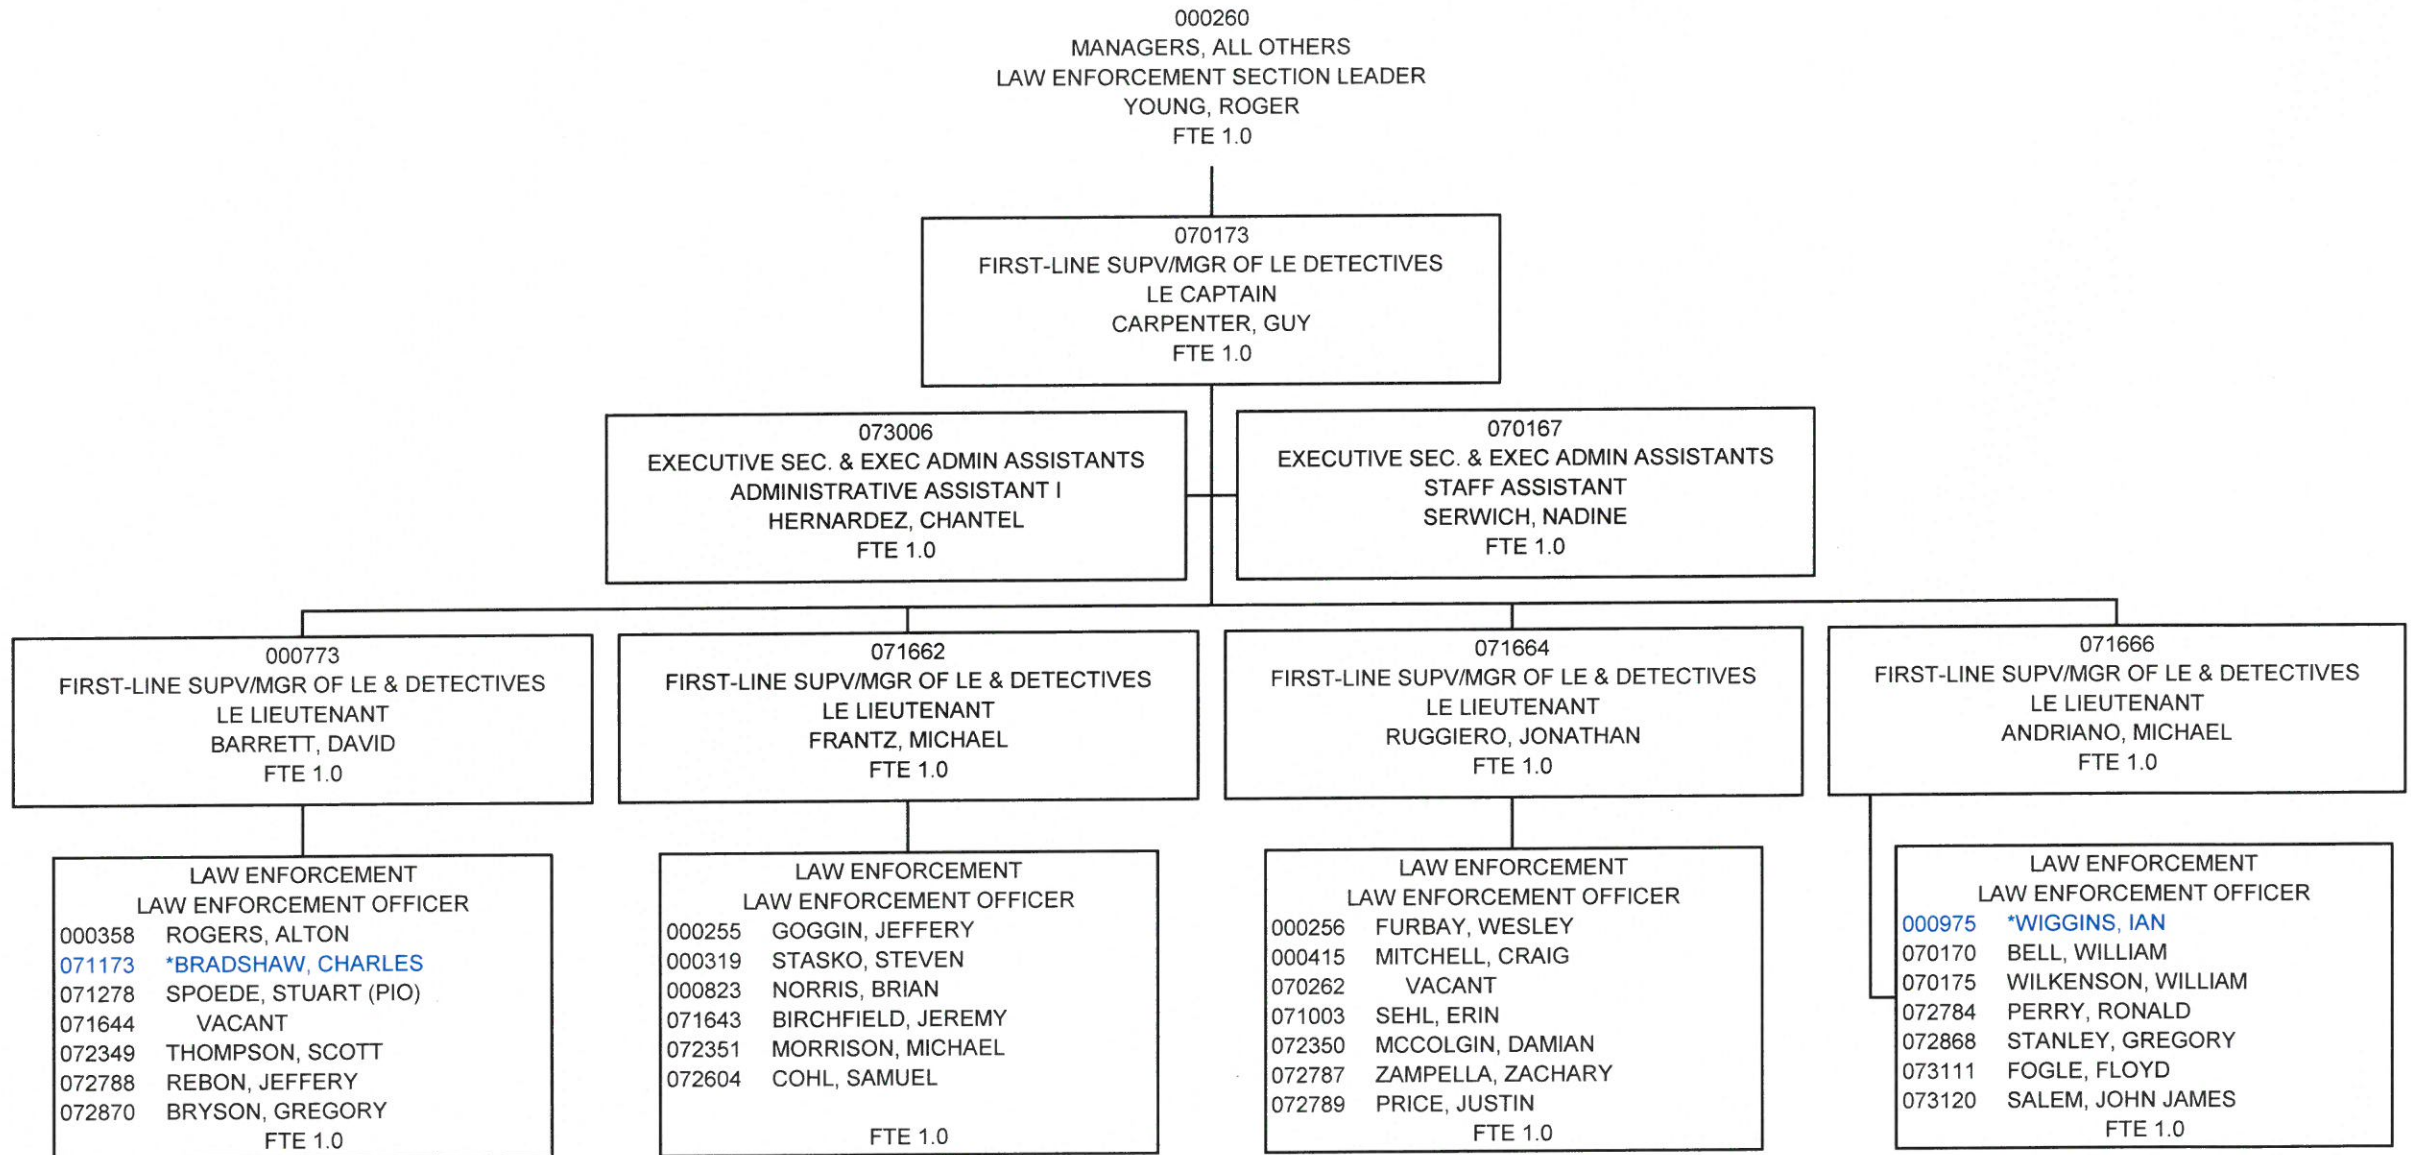 000260
MANAGERS, ALL OTHERS
LAW ENFORCEMENT SECTION LEADER
YOUNG, ROGER
FTE 1.0
070173
FIRST-LINE SUPV/MGR OF LE DETECTIVES
LE CAPTAIN
CARPENTER, GUY
FTE 1.0
073006
EXECUTIVE SEC. & EXEC ADMIN ASSISTANTS
ADMINISTRATIVE ASSISTANT I
HERNARDEZ, CHANTEL
FTE 1.0
070167
EXECUTIVE SEC. & EXEC ADMIN ASSISTANTS
STAFF ASSISTANT
SERWICH, NADINE
FTE 1.0
000773
FIRST-LINE SUPV/MGR OF LE & DETECTIVES
LE LIEUTENANT
BARRETT, DAVID
FTE 1.0
071662
FIRST-LINE SUPV/MGR OF LE & DETECTIVES
LE LIEUTENANT
FRANTZ, MICHAEL
FTE 1.0
071664
FIRST-LINE SUPV/MGR OF LE & DETECTIVES
LE LIEUTENANT
RUGGIERO, JONATHAN
FTE 1.0
071666
FIRST-LINE SUPV/MGR OF LE & DETECTIVES
LE LIEUTENANT
ANDRIANO, MICHAEL
FTE 1.0
LAW ENFORCEMENT
LAW ENFORCEMENT OFFICER
000358 ROGERS, ALTON
071173 *BRADSHAW, CHARLES
071278 SPOEDE, STUART (PIO)
071644 VACANT
072349 THOMPSON, SCOTT
072788 REBON, JEFFERY
072870 BRYSON, GREGORY
FTE 1.0
LAW ENFORCEMENT
LAW ENFORCEMENT OFFICER
000255 GOGGIN, JEFFERY
000319 STASKO, STEVEN
000823 NORRIS, BRIAN
071643 BIRCHFIELD, JEREMY
072351 MORRISON, MICHAEL
072604 COHL, SAMUEL
FTE 1.0
LAW ENFORCEMENT
LAW ENFORCEMENT OFFICER
000256 FURBAY, WESLEY
000415 MITCHELL, CRAIG
070262 VACANT
071003 SEHL, ERIN
072350 MCCOLGIN, DAMIAN
072787 ZAMPELLA, ZACHARY
072789 PRICE, JUSTIN
FTE 1.0
LAW ENFORCEMENT
LAW ENFORCEMENT OFFICER
000975 *WIGGINS, IAN
070170 BELL, WILLIAM
070175 WILKENSON, WILLIAM
072784 PERRY, RONALD
072868 STANLEY, GREGORY
073111 FOGLE, FLOYD
073120 SALEM, JOHN JAMES
FTE 1.0